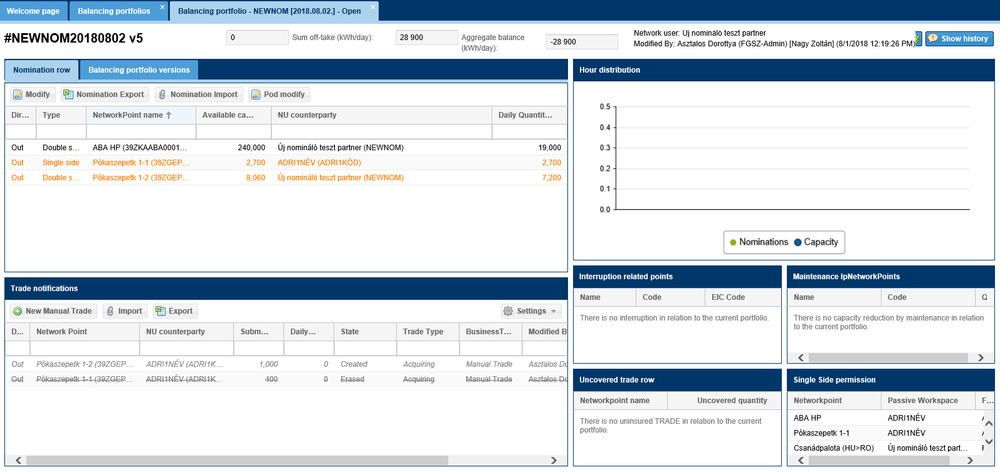 Welcome page
Balancing portfolios ×
Balancing portfolio - NEWNOM [2018.08.02.] - Open ×
#NEWNOM20180802 v5
0
Sum off-take (kWh/day):
28 900
Aggregate balance
(kWh/day):
-28 900
Network user: Uj nomináló teszt partner
Modified By: Asztalos Dorottya (FGSZ-Admin) [Nagy Zoltán] (8/1/2018 12:19:26 PM)
Show history
Nomination row
Balancing portfolio versions
Modify
Nomination Export
Nomination Import
Pod modify
Dir... Type NetworkPoint name Available ca... NU counterparty Daily Quantit...
Out Double s... ABA HP (39ZKAABA0001... 240,000 Új nomináló teszt partner (NEWNOM) 19,000
Out Single side Pókaszepetk 1-1 (39ZGEP... 2,700 ADRI1NÉV (ADRI1KÓD) 2,700
Out Double s... Pókaszepetk 1-2 (39ZGEP... 8,060 Új nomináló teszt partner (NEWNOM) 7,200
Trade notifications
New Manual Trade
Import
Export
Settings
D... Network Point NU counterparty Subm... Daily... State Trade Type BusinessT... Modified B
Out Pókaszepetk 1-2 (39ZGEP... ADRI1NÉV (ADRI1K... 1,000 0 Created Acquiring Manual Trade Asztalos Do
Out Pókaszepetk 1-1 (39ZGEP... ADRI1NÉV (ADRI1K... 400 0 Erased Acquiring Manual Trade Asztalos Do
Hour distribution
0.5
0.4
0.3
0.2
0.1
0.0
Nominations Capacity
Interruption related points
Name Code EIC Code
There is no interruption in relation to the current portfolio.
Maintenance IpNetworkPoints
Name Code Q
There is no capacity reduction by maintenance in relation
to the current portfolio.
Uncovered trade row
Networkpoint name Uncovered quantity
There is no uninsured TRADE in relation to the current
portfolio.
Single Side permission
Networkpoint Passive Workspace F...
ABA HP ADRI1NÉV
Pókaszepetk 1-1 ADRI1NÉV
Csanádpalota (HU>RO) Új nomináló teszt part...